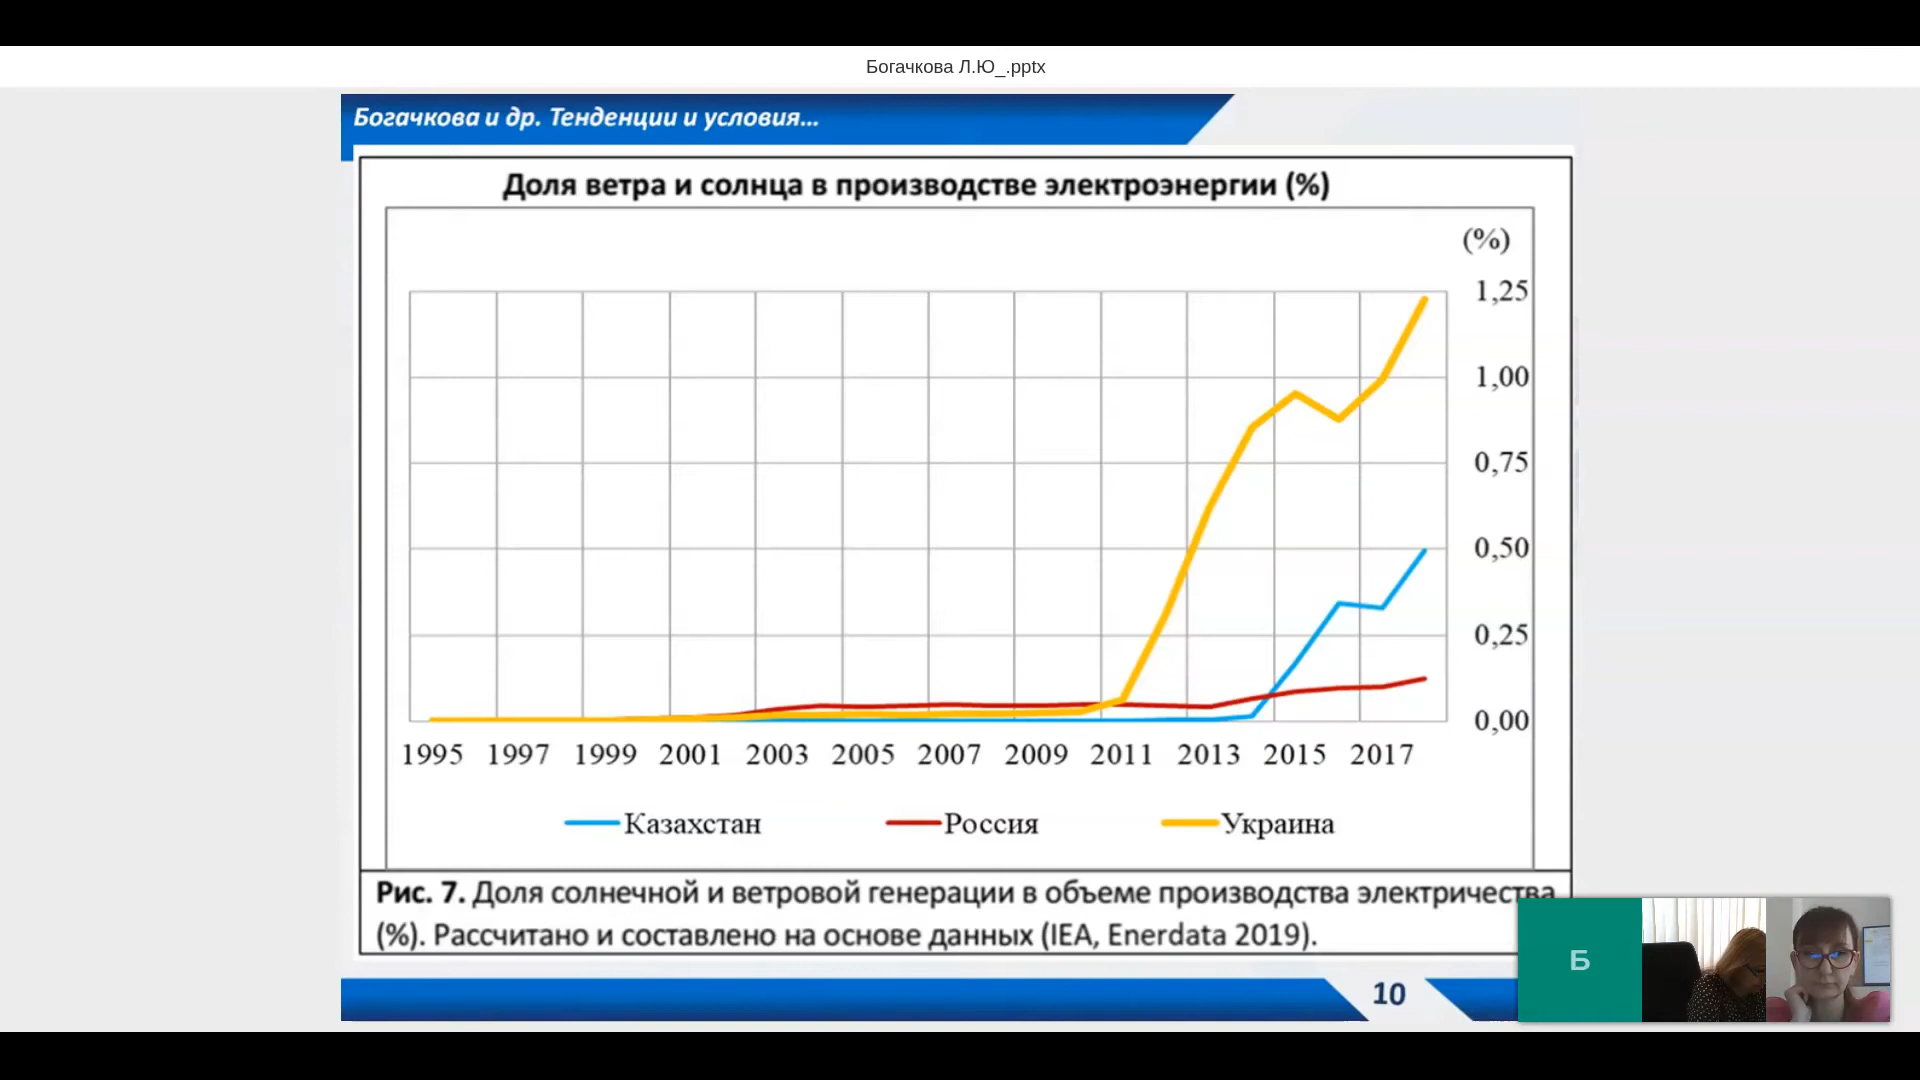 Богачкова Л.Ю_.pptx
Богачкова и др. Тенденции и условия...
Доля ветра и солнца в производстве электроэнергии (%)
(%)
1,25
1,00
0,75
0,50
0,25
0,00
1995 1997 1999 2001 2003 2005 2007 2009 2011 2013 2015 2017
Казахстан Россия Украина
Рис. 7. Доля солнечной и ветровой генерации в объеме производства электричества
(%). Рассчитано и составлено на основе данных (IEA, Enerdata 2019).
Б
10